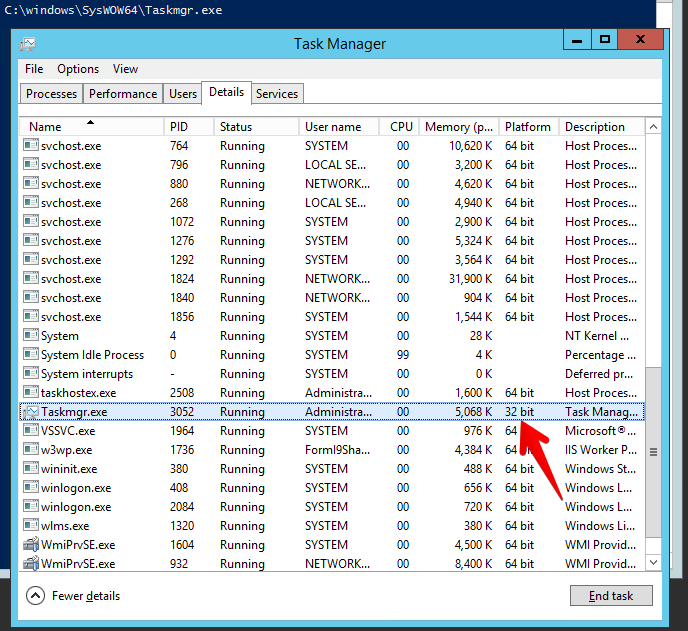 C:\windows\SysWOW64\Taskmgr.exe
Task Manager
File Options View
Processes Performance Users Details Services
Name PID Status User name CPU Memory (p... Platform Description
svchost.exe 764 Running SYSTEM 00 10,620 K 64 bit Host Proces...
svchost.exe 796 Running LOCAL SE... 00 3,200 K 64 bit Host Proces...
svchost.exe 880 Running NETWORK... 00 4,620 K 64 bit Host Proces...
svchost.exe 268 Running LOCAL SE... 00 4,940 K 64 bit Host Proces...
svchost.exe 1072 Running SYSTEM 00 2,900 K 64 bit Host Proces...
svchost.exe 1276 Running SYSTEM 00 5,324 K 64 bit Host Proces...
svchost.exe 1292 Running SYSTEM 00 3,564 K 64 bit Host Proces...
svchost.exe 1824 Running NETWORK... 00 31,900 K 64 bit Host Proces...
svchost.exe 1840 Running NETWORK... 00 904 K 64 bit Host Proces...
svchost.exe 1856 Running SYSTEM 00 1,544 K 64 bit Host Proces...
System 4 Running SYSTEM 00 28 K NT Kernel ...
System Idle Process 0 Running SYSTEM 99 4 K Percentage ...
System interrupts - Running SYSTEM 00 0 K Deferred pr...
taskhostex.exe 2508 Running Administra... 00 1,600 K 64 bit Host Proces...
Taskmgr.exe 3052 Running Administra... 00 5,068 K 32 bit Task Manag...
VSSVC.exe 1964 Running SYSTEM 00 976 K 64 Microsoft® ...
w3wp.exe 1736 Running FormI9Sha... 00 4,384 K 64 IIS Worker P...
wininit.exe 380 Running SYSTEM 00 488 K 64 bit Windows St...
winlogon.exe 408 Running SYSTEM 00 656 K 64 bit Windows L...
winlogon.exe 2084 Running SYSTEM 00 720 K 64 bit Windows L...
wlms.exe 1320 Running SYSTEM 00 380 K 64 bit Windows Li...
WmiPrvSE.exe 1604 Running SYSTEM 00 4,500 K 64 bit WMI Provid...
WmiPrvSE.exe 932 Running NETWORK... 00 8,400 K 64 bit WMI Provid...
Fewer details End task